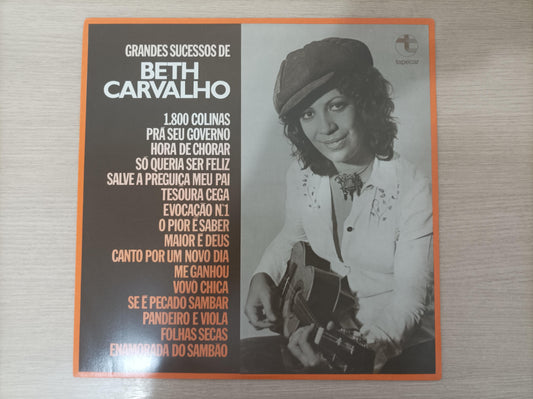 GRANDES SUCESSOS DE
BETH
CARVALHO
tapecar
1.800 COLINAS
PRÁ SEU GOVERNO
HORA DE CHORAR
SÓ QUERIA SER FELIZ
SALVE A PREGUIÇA MEU PAI
TESOURA CEGA
EVOCAÇÃO N.º1
O PIOR É SABER
MAIOR É DEUS
CANTO POR UM NOVO DIA
ME GANHOU
VOVÓ CHICA
SE É PECADO SAMBAR
PANDEIRO E VIOLA
FOLHAS SECAS
ENAMORADA DO SAMBÃO